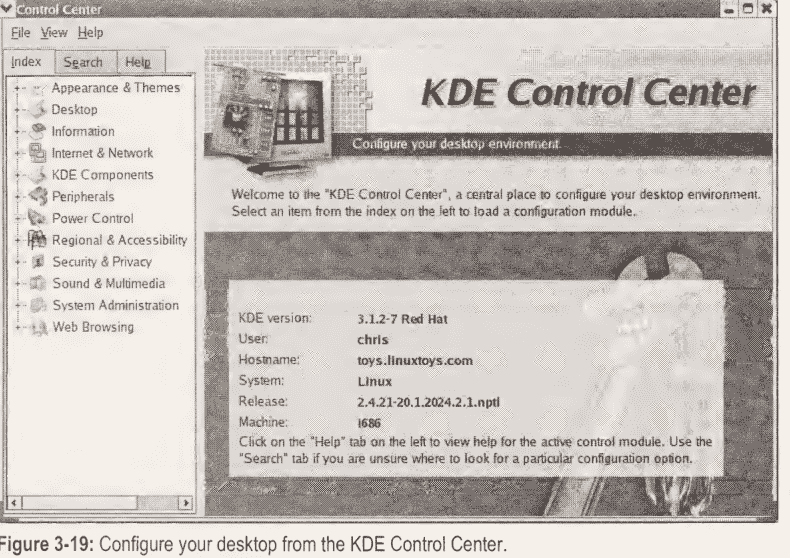 Control Center
File View Help
Index Search Help
Appearance & Themes
Desktop
Information
Internet & Network
KDE Components
Peripherals
Power Control
Regional & Accessibility
Security & Privacy
Sound & Multimedia
System Administration
Web Browsing
KDE Control Center
Configure your desktop environment.
Welcome to the "KDE Control Center", a central place to configure your desktop environment.
Select an item from the index on the left to load a configuration module.
KDE version: 3.1.2-7 Red Hat
User: chris
Hostname: toys.linuxtoys.com
System: Linux
Release: 2.4.21-20.1.2024.2.1.nptl
Machine: i686
Click on the "Help" tab on the left to view help for the active control module. Use the
"Search" tab if you are unsure where to look for a particular configuration option.
Figure 3-19: Configure your desktop from the KDE Control Center.